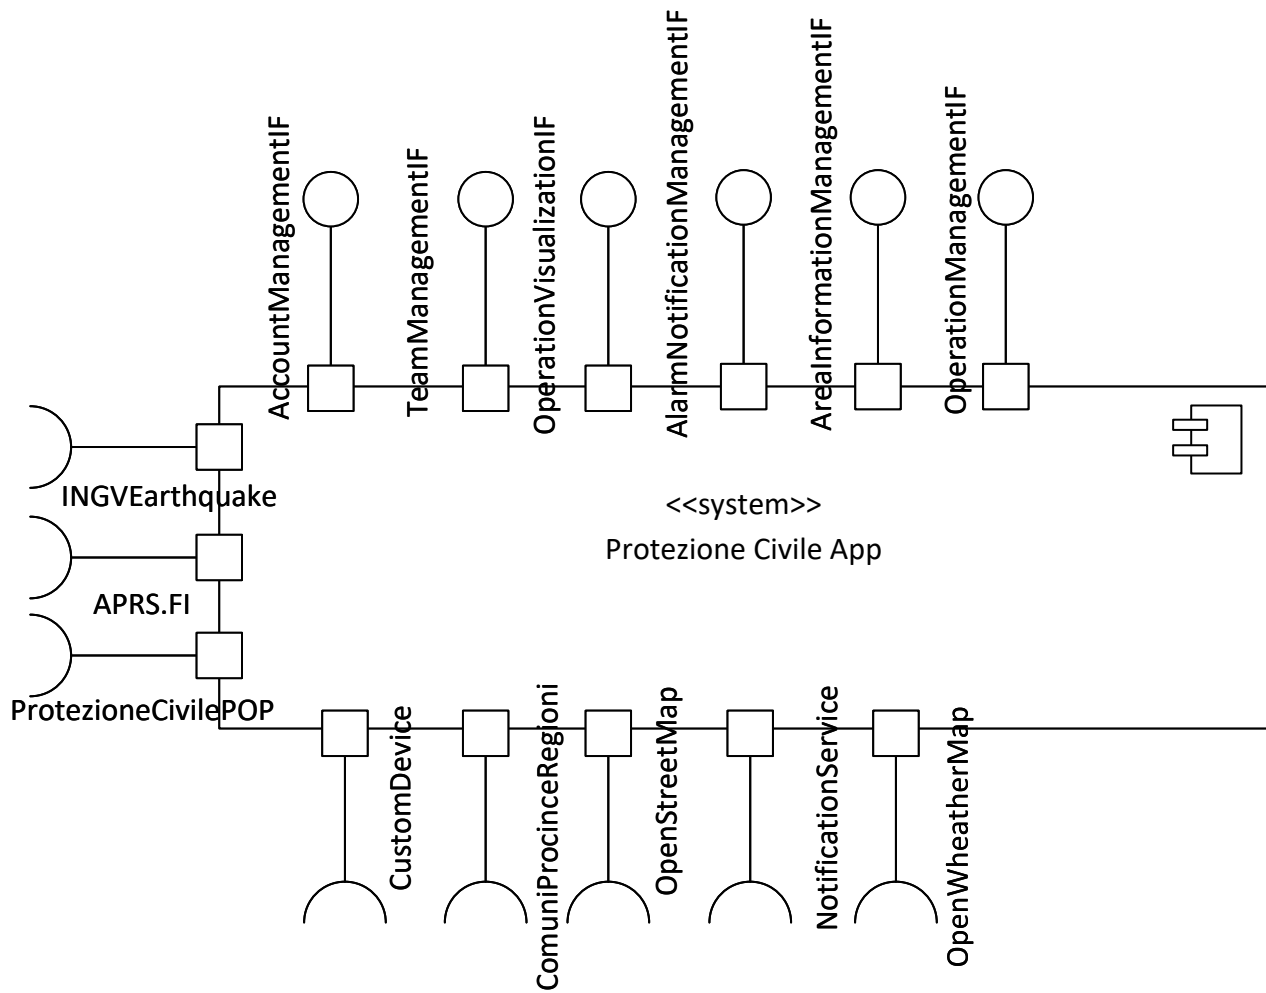 AccountManagementIF
TeamManagementIF
OperationVisualizationIF
AlarmNotificationManagementIF
AreaInformationManagementIF
OperationManagementIF
INGVEarthquake
APRS.FI
ProtezioneCivilePOP
<<system>>
Protezione Civile App
CustomDevice
ComuniProcinceRegioni
OpenStreetMap
NotificationService
OpenWheatherMap